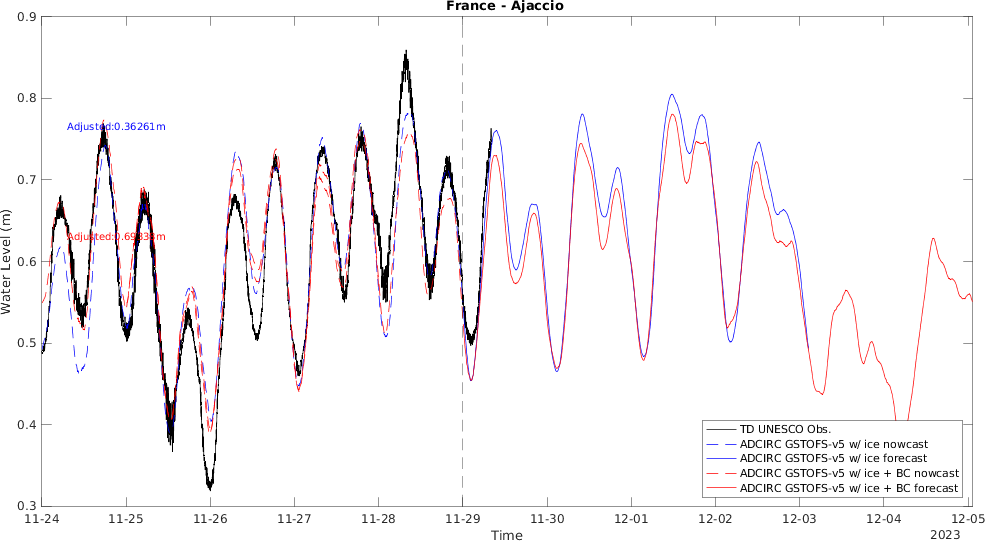 France - Ajaccio
Water Level (m)
0.9
0.8
0.7
0.6
0.5
0.4
0.3
Adjusted:0.36261m
TD UNESCO Obs.
ADCIRC GSTOFS-v5 w/ ice nowcast
ADCIRC GSTOFS-v5 w/ ice forecast
ADCIRC GSTOFS-v5 w/ ice + BC nowcast
ADCIRC GSTOFS-v5 w/ ice + BC forecast
11-24 11-25 11-26 11-27 11-28 11-29 11-30 12-01 12-02 12-03 12-04 12-05
Time
2023